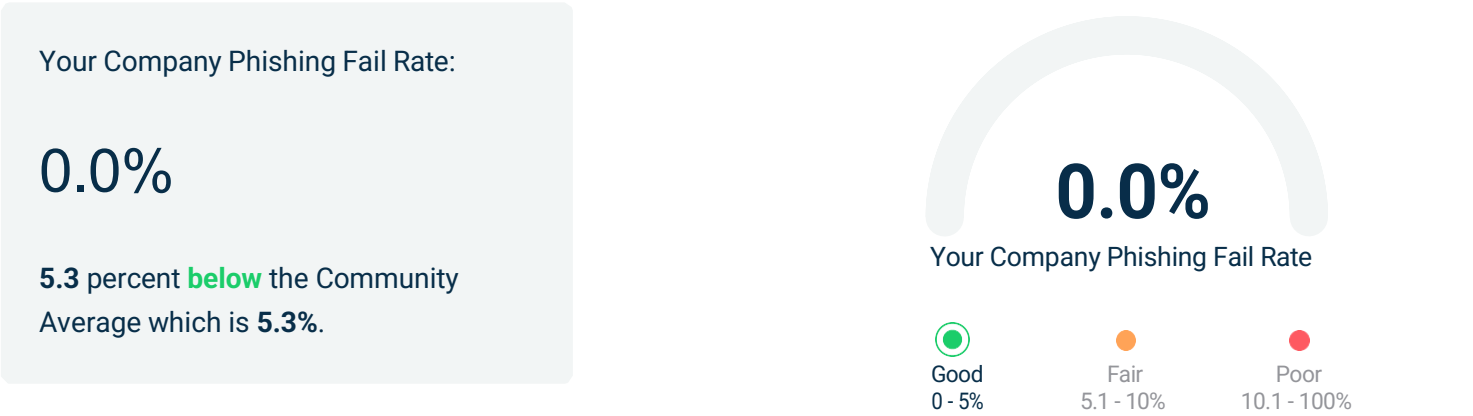 Your Company Phishing Fail Rate:
0.0%
5.3 percent below the Community
Average which is 5.3%.
0.0%
Your Company Phishing Fail Rate
Good
0 - 5%
Fair
5.1 - 10%
Poor
10.1 - 100%